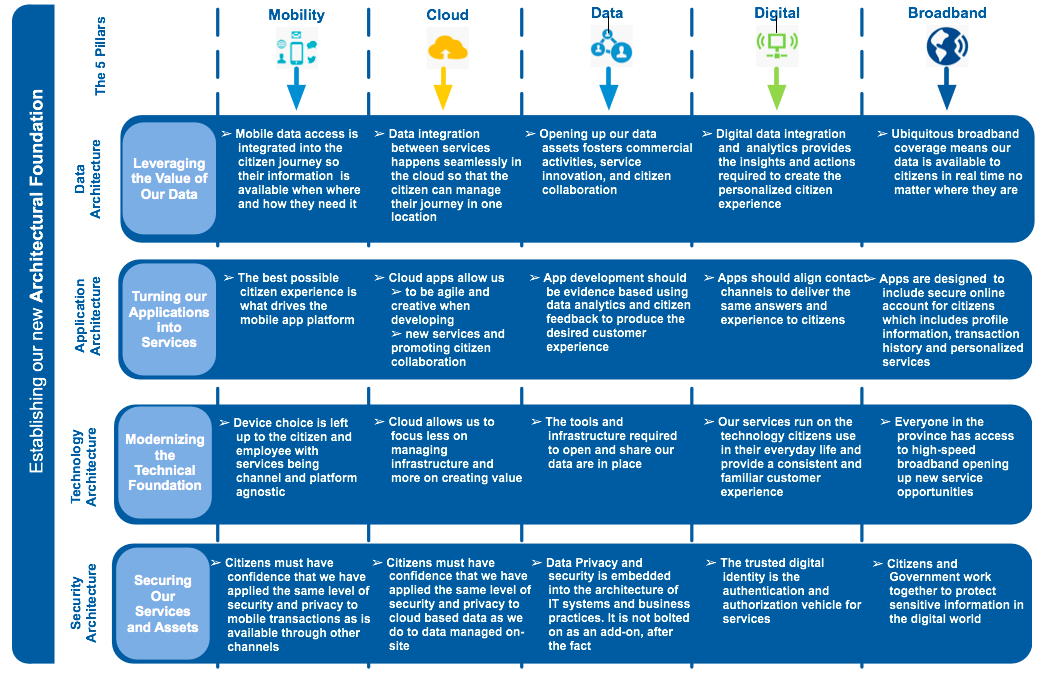 Establishing our new Architectural Foundation
The 5 Pillars
Mobility
Cloud
Data
Digital
Broadband
Data
Architecture
Leveraging
the Value of
Our Data
➢ Mobile data access is
integrated into the
citizen journey so
their information is
available when where
and how they need it
➢ Data integration
between services
happens seamlessly in
the cloud so that the
citizen can manage
their journey in one
location
➢ Opening up our data
assets fosters commercial
activities, service
innovation, and citizen
collaboration
➢ Digital data integration
and analytics provides
the insights and actions
required to create the
personalized citizen
experience
➢ Ubiquitous broadband
coverage means our
data is available to
citizens in real time no
matter where they are
Application
Architecture
Turning our
Applications
into
Services
➢ The best possible
citizen experience is
what drives the
mobile app platform
➢ Cloud apps allow us
➢ to be agile and
creative when
developing
➢ new services and
promoting citizen
collaboration
➢ App development should
be evidence based using
data analytics and citizen
feedback to produce the
desired customer
experience
➢ Apps should align contact
channels to deliver the
same answers and
experience to citizens
➢ Apps are designed to
include secure online
account for citizens
which includes profile
information, transaction
history and personalized
services
Technology
Architecture
Modernizing
the
Technical
Foundation
➢ Device choice is left
up to the citizen and
employee with
services being
channel and platform
agnostic
➢ Cloud allows us to
focus less on
managing
infrastructure and
more on creating value
➢ The tools and
infrastructure required
to open and share our
data are in place
➢ Our services run on the
technology citizens use
in their everyday life and
provide a consistent and
familiar customer
experience
➢ Everyone in the
province has access
to high-speed
broadband opening
up new service
opportunities
Security
Architecture
Securing
Our
Services
and Assets
➢ Citizens must have
confidence that we have
applied the same level of
security and privacy to
mobile transactions as is
available through other
channels
➢ Citizens must have
confidence that we have
applied the same level of
security and privacy to
cloud based data as we
do to data managed on-
site
➢ Data Privacy and
security is embedded
into the architecture of
IT systems and business
practices. It is not bolted
on as an add-on, after
the fact
➢ The trusted digital
identity is the
authentication and
authorization vehicle for
services
➢ Citizens and
Government work
together to protect
sensitive information in
the digital world